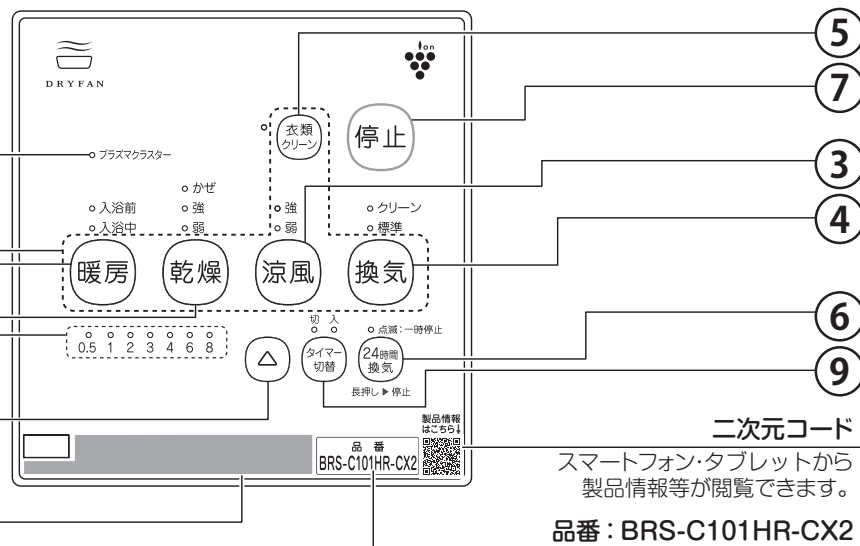 DRYFAN
ion
⑤
⑦
③
④
⑥
⑨
衣類
クリーン
停止
プラズマクラスター
かぜ
入浴前
強
強
クリーン
入浴中
弱
弱
標準
暖房
乾燥
涼風
換気
切 入
点滅:一時停止
0.5 1 2 3 4 6 8
△
タイマー
切替
24時間
換気
長押し▶停止
製品情報
はこちら↓
品 番
BRS-C101HR-CX2
二次元コード
スマートフォン・タブレットから
製品情報等が閲覧できます。
品番：BRS-C101HR-CX2